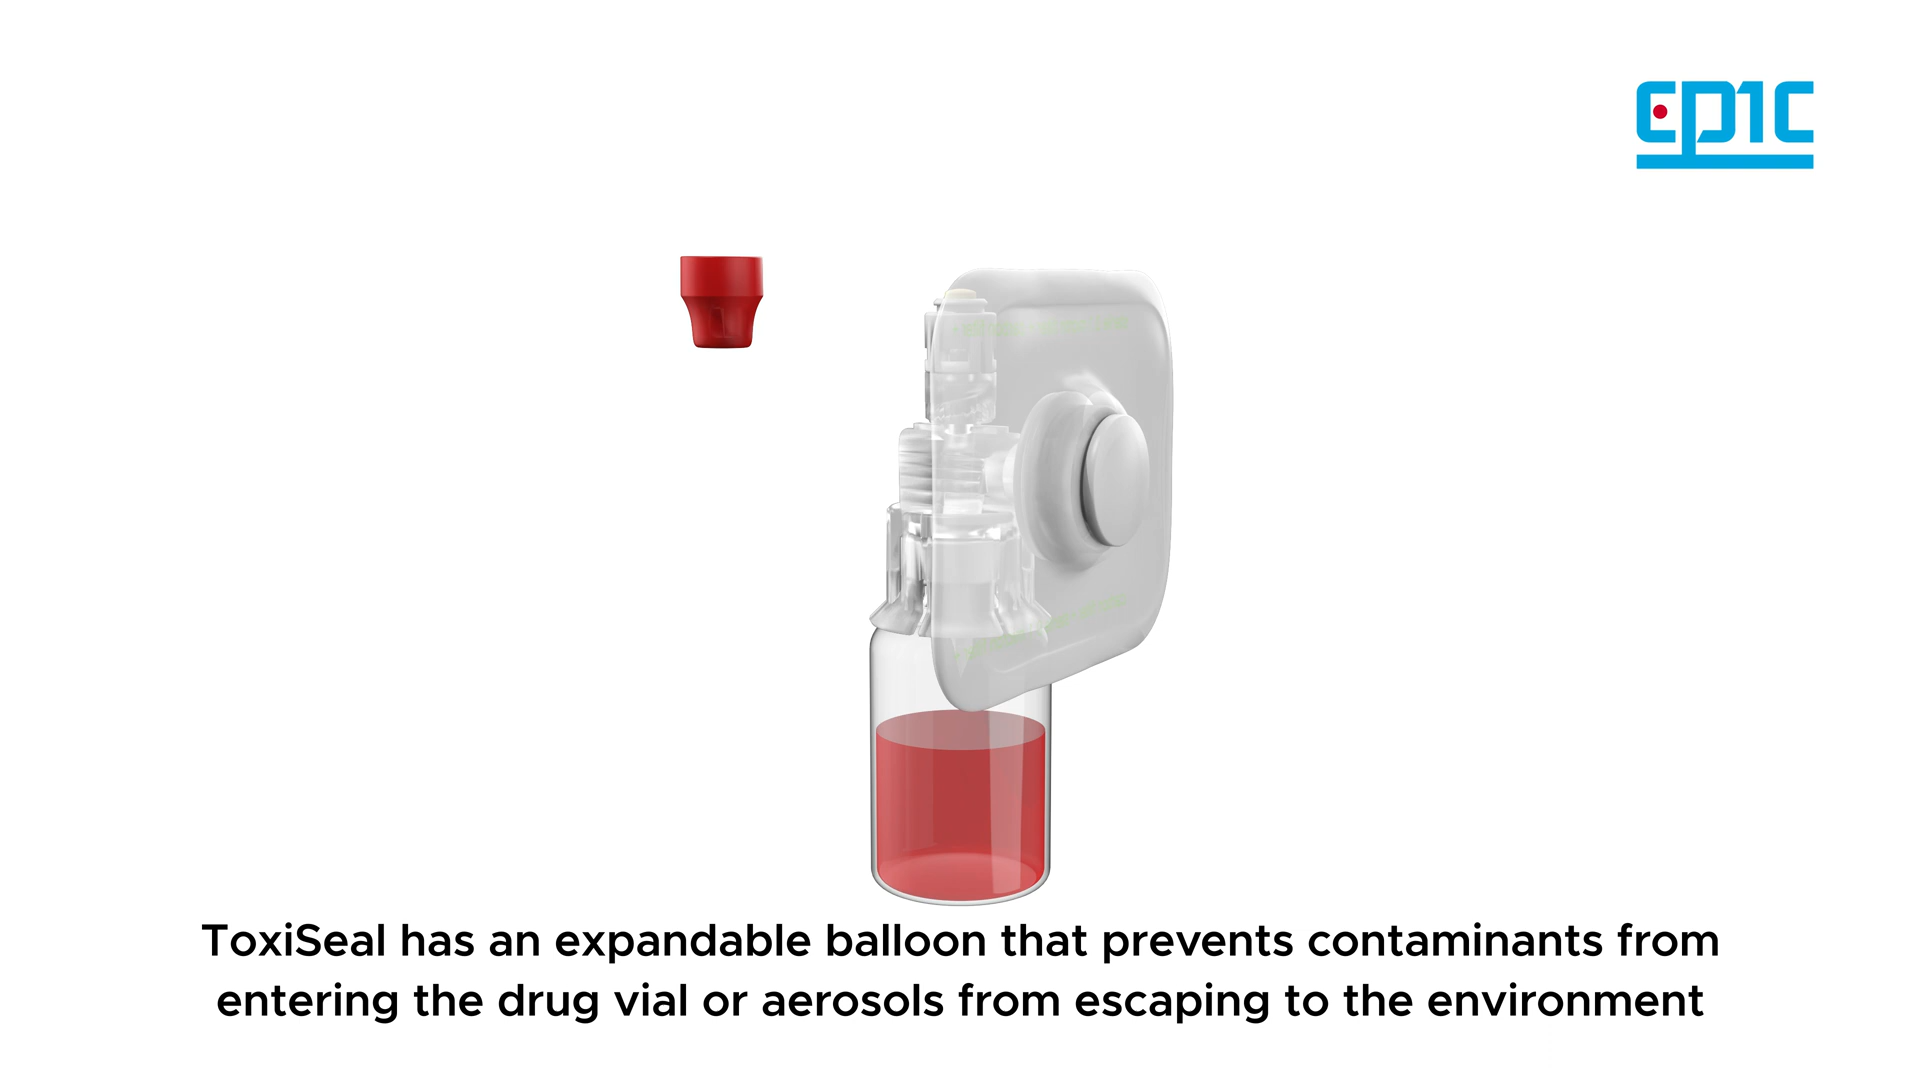 ep1c
ToxiSeal has an expandable balloon that prevents contaminants from
entering the drug vial or aerosols from escaping to the environment